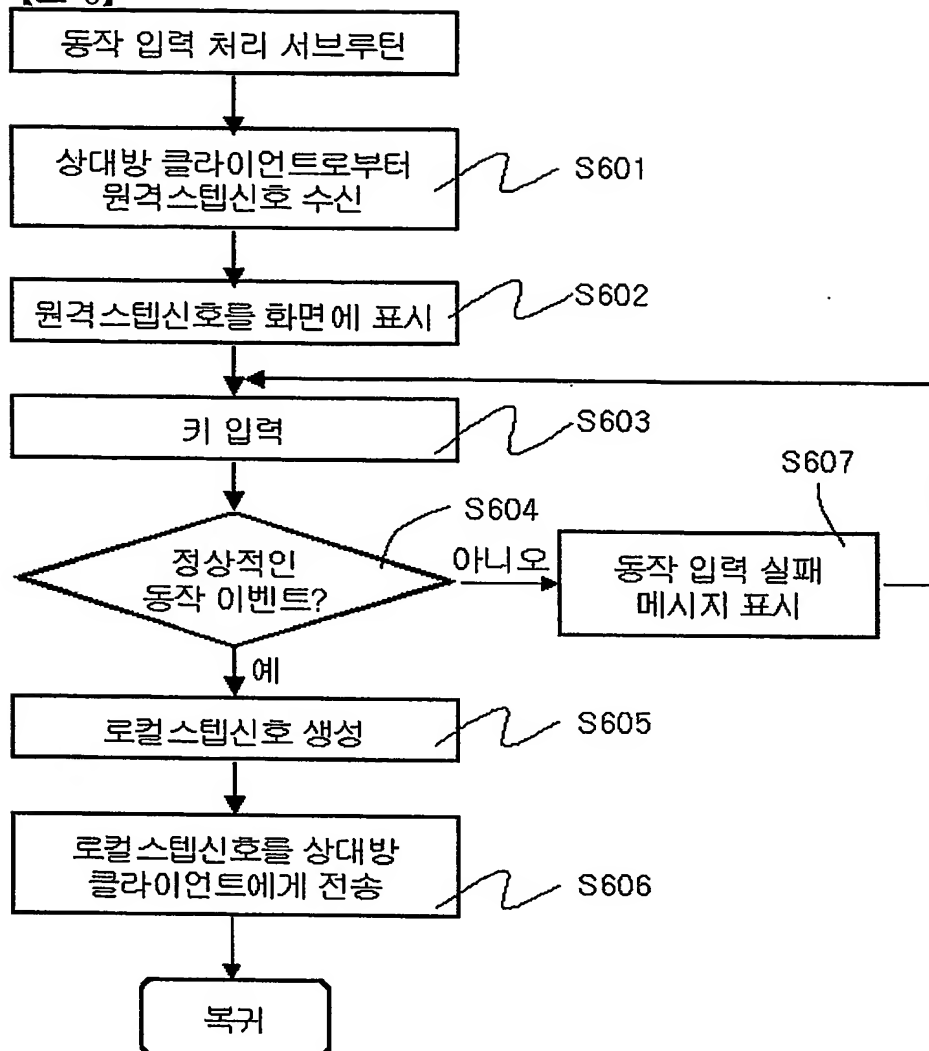 동작 입력 처리 서브루틴
상대방 클라이언트로부터
원격스텝신호 수신
S601
원격스텝신호를 화면에 표시
S602
키 입력
S603
정상적인
동작 이벤트?
S604
아니오
동작 입력 실패
메시지 표시
S607
예
로컬스텝신호 생성
S605
로컬스텝신호를 상대방
클라이언트에게 전송
S606
복귀